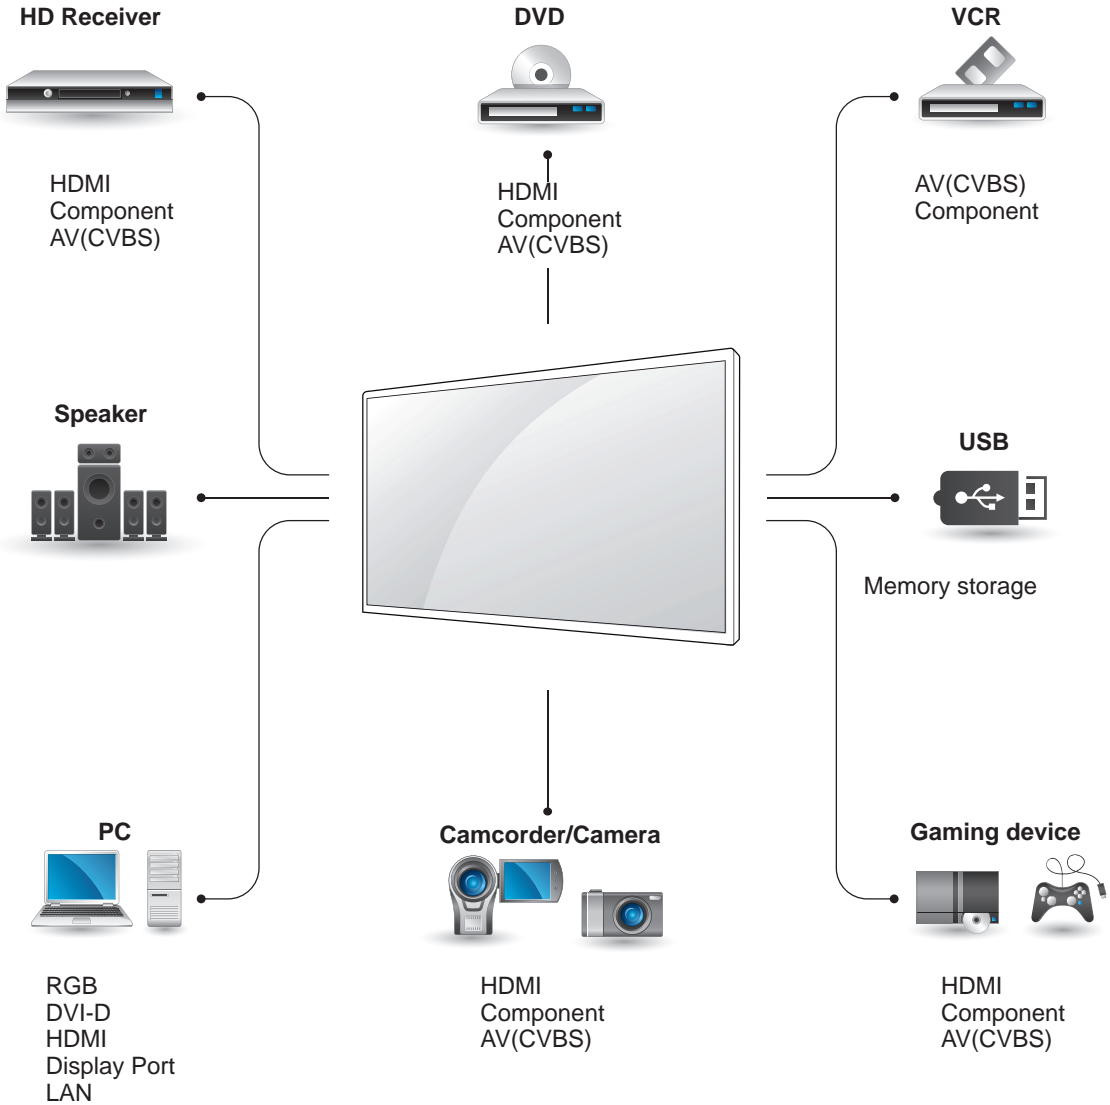 HD Receiver
HDMI
Component
AV(CVBS)
DVD
HDMI
Component
AV(CVBS)
VCR
AV(CVBS)
Component
Speaker
USB
Memory storage
PC
RGB
DVI-D
HDMI
Display Port
LAN
Camcorder/Camera
HDMI
Component
AV(CVBS)
Gaming device
HDMI
Component
AV(CVBS)